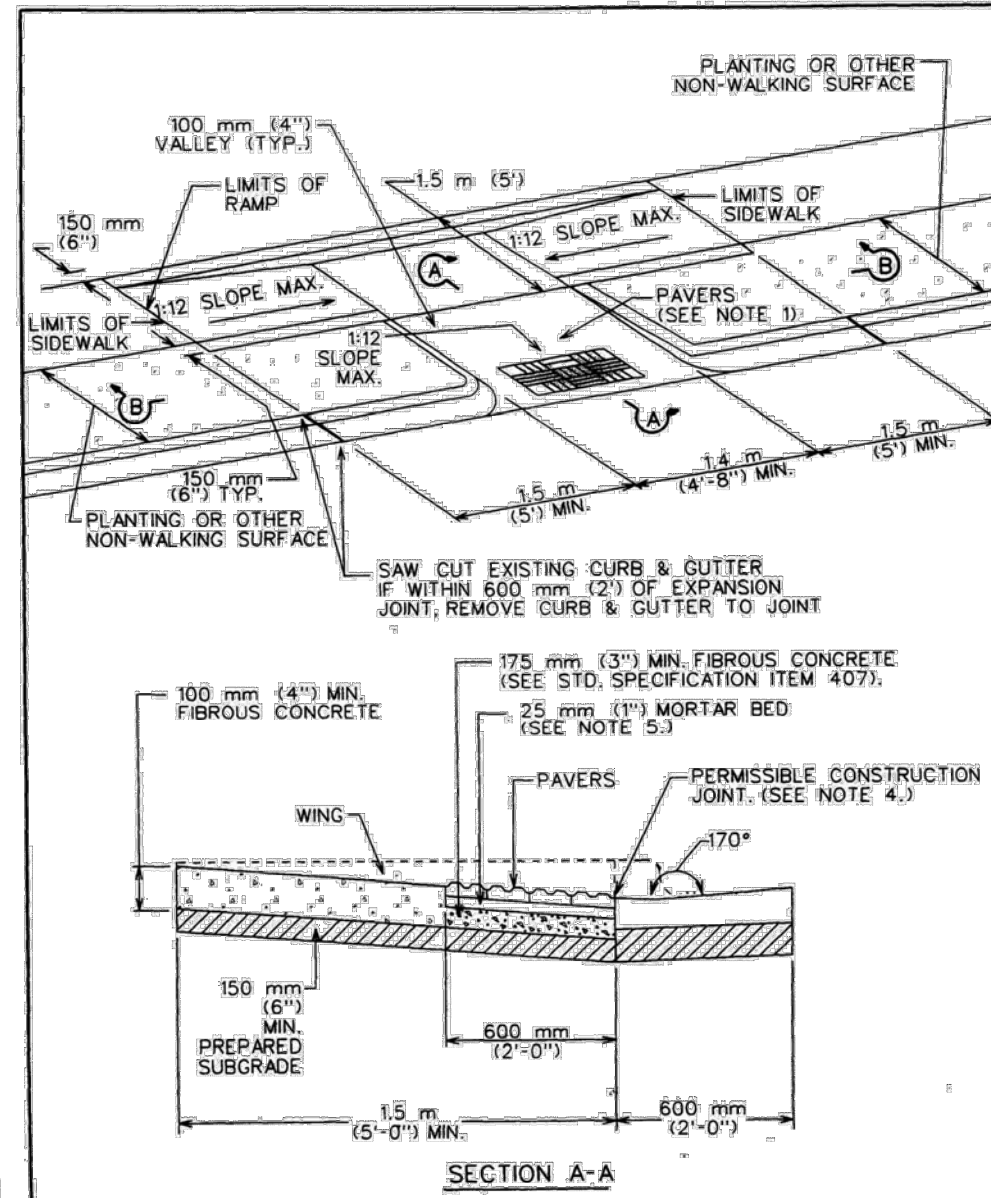 PLANTING OR OTHER
NON-WALKING SURFACE
100 mm (4")
VALLEY (TYP.)
LIMITS OF
RAMP
1.5 m (5')
LIMITS OF
SIDEWALK
150 mm
(6")
1:12 SLOPE MAX.
A
B
1:12 SLOPE MAX.
PAVERS
(SEE NOTE 1)
LIMITS OF
SIDEWALK
1:12
SLOPE
MAX.
B
A
1.5 m
(5') MIN.
1.4 m
(4'-8") MIN.
1.5 m
(5') MIN.
150 mm
(6") TYP.
PLANTING OR OTHER
NON-WALKING SURFACE
SAW CUT EXISTING CURB & GUTTER
IF WITHIN 600 mm (2') OF EXPANSION
JOINT, REMOVE CURB & GUTTER TO JOINT
175 mm (3") MIN. FIBROUS CONCRETE
(SEE STD. SPECIFICATION ITEM 407).
100 mm (4") MIN.
FIBROUS CONCRETE
25 mm (1") MORTAR BED
(SEE NOTE 5.)
PAVERS
PERMISSIBLE CONSTRUCTION
JOINT. (SEE NOTE 4.)
WING
170°
150 mm
(6")
MIN.
PREPARED
SUBGRADE
600 mm
(2'-0")
1.5 m
(5'-0") MIN.
600 mm
(2'-0")
SECTION A-A